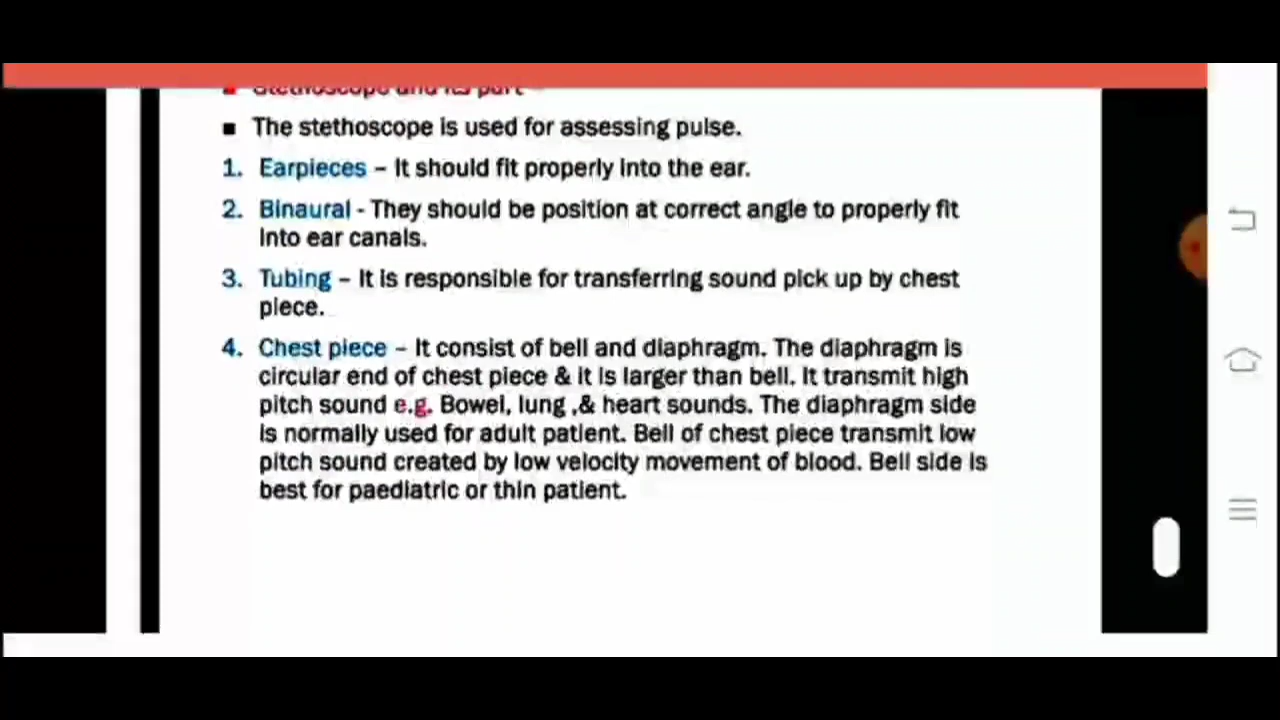 ▪ Stethoscope and its part -
▪ The stethoscope is used for assessing pulse.
1. Earpieces – It should fit properly into the ear.
2. Binaural - They should be position at correct angle to properly fit
into ear canals.
3. Tubing – It is responsible for transferring sound pick up by chest
piece.
4. Chest piece – It consist of bell and diaphragm. The diaphragm is
circular end of chest piece & it is larger than bell. It transmit high
pitch sound e.g. Bowel, lung ,& heart sounds. The diaphragm side
is normally used for adult patient. Bell of chest piece transmit low
pitch sound created by low velocity movement of blood. Bell side is
best for paediatric or thin patient.